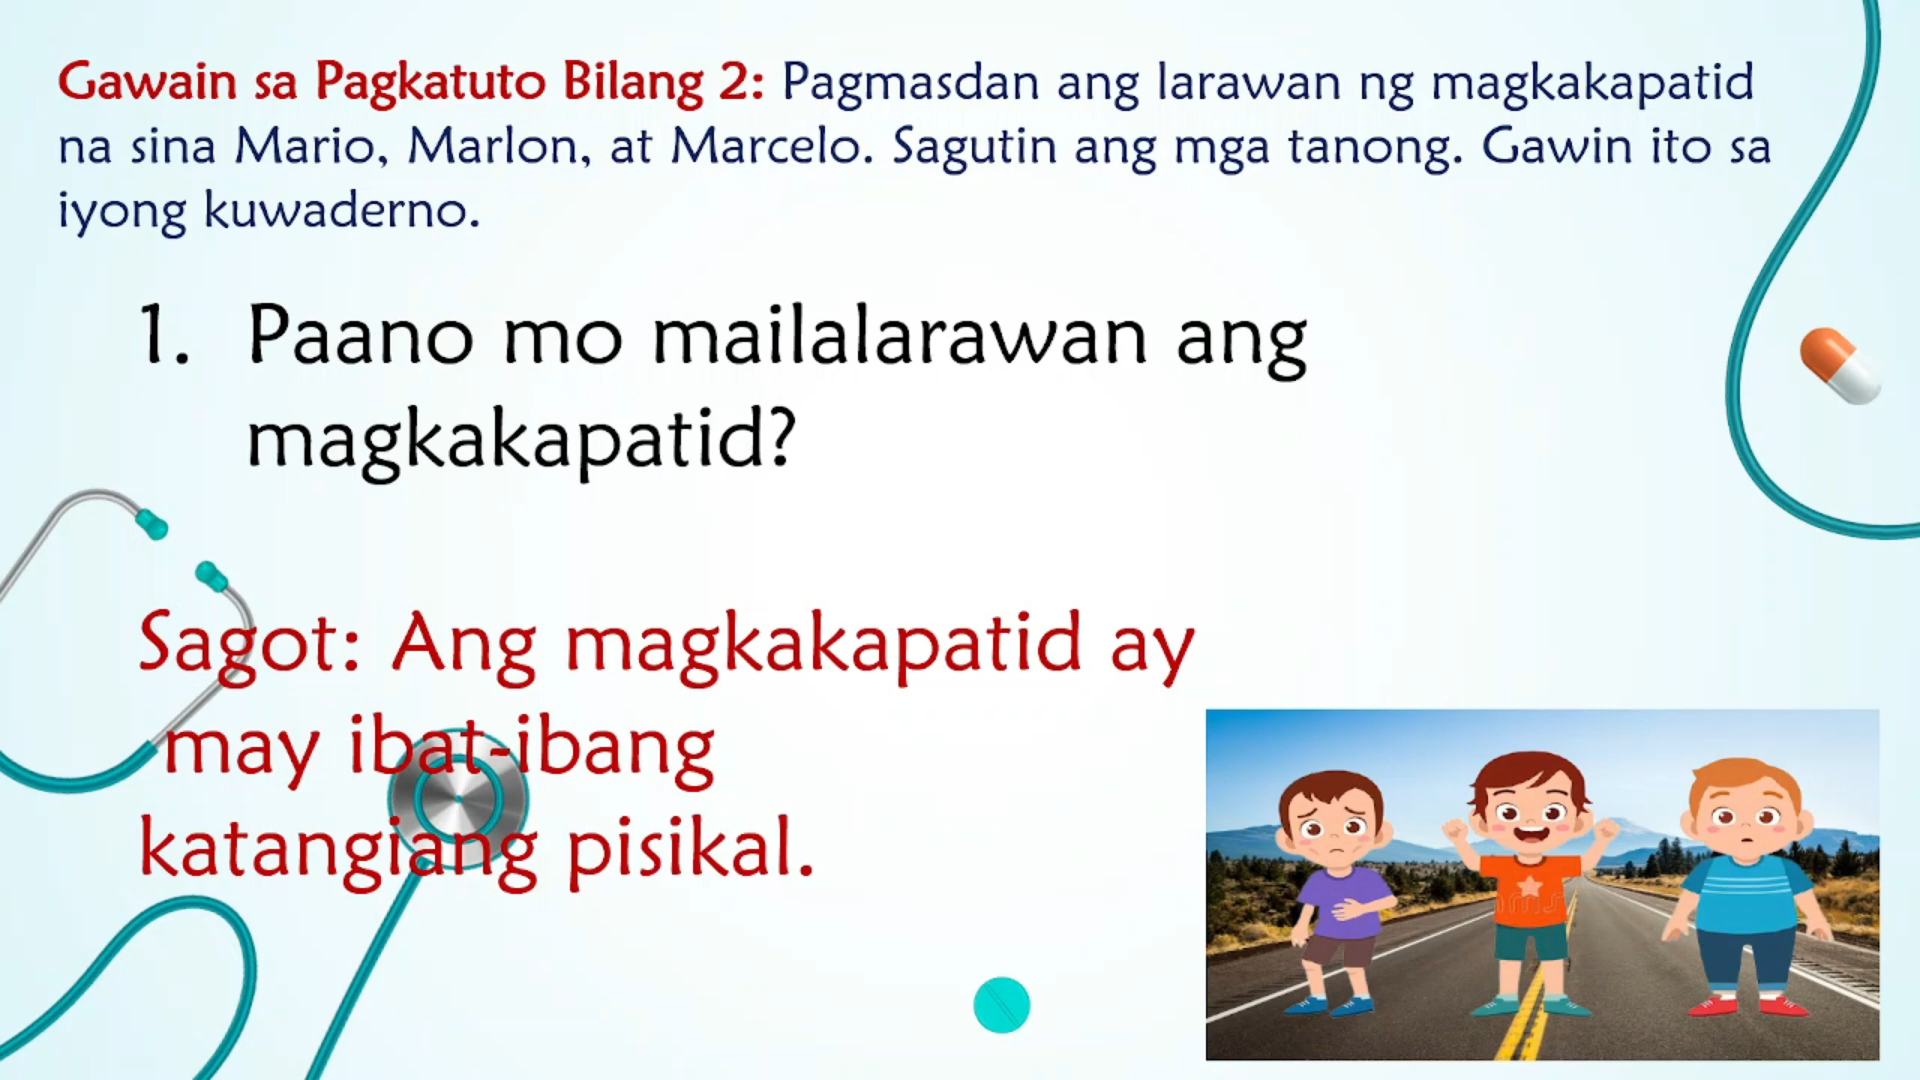 Gawain sa Pagkatuto Bilang 2: Pagmasdan ang larawan ng magkakapatid
na sina Mario, Marlon, at Marcelo. Sagutin ang mga tanong. Gawin ito sa
iyong kuwaderno.
1. Paano mo mailalarawan ang
magkakapatid?
Sagot: Ang magkakapatid ay
may ibat-ibang
katangiang pisikal.